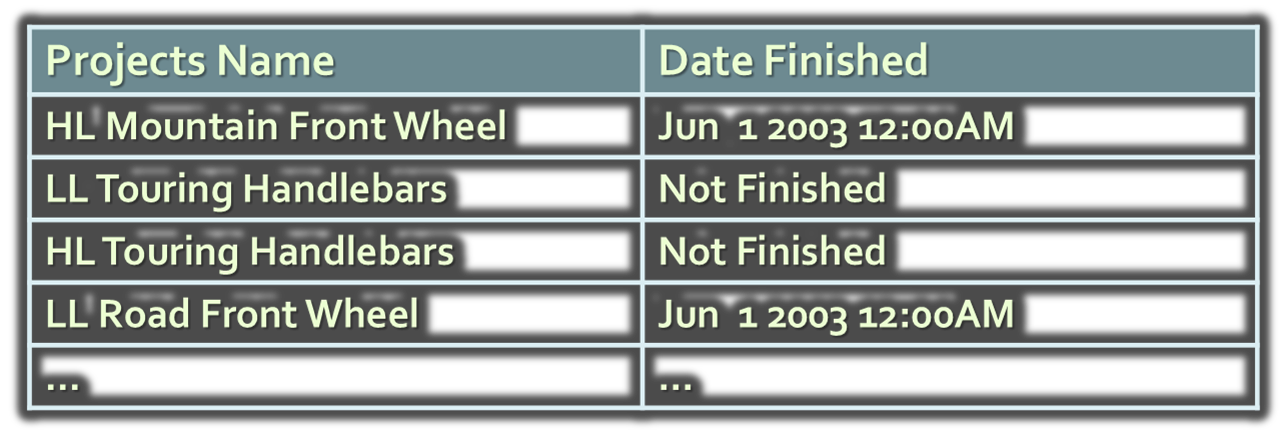 Projects Name Date Finished
HL Mountain Front Wheel Jun  1 2003 12:00AM
LL Touring Handlebars Not Finished
HL Touring Handlebars Not Finished
LL Road Front Wheel Jun  1 2003 12:00AM
... ...